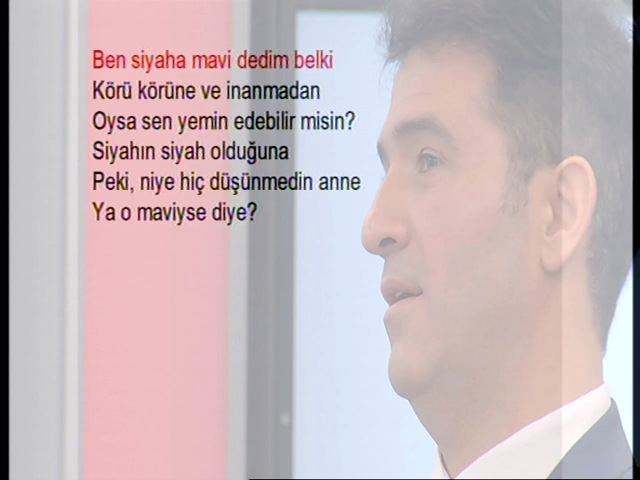 Ben siyaha mavi dedim belki
Körü körüne ve inanmadan
Oysa sen yemin edebilir misin?
Siyahın siyah olduğuna
Peki, niye hiç düşünmedin anne
Ya o maviyse diye?